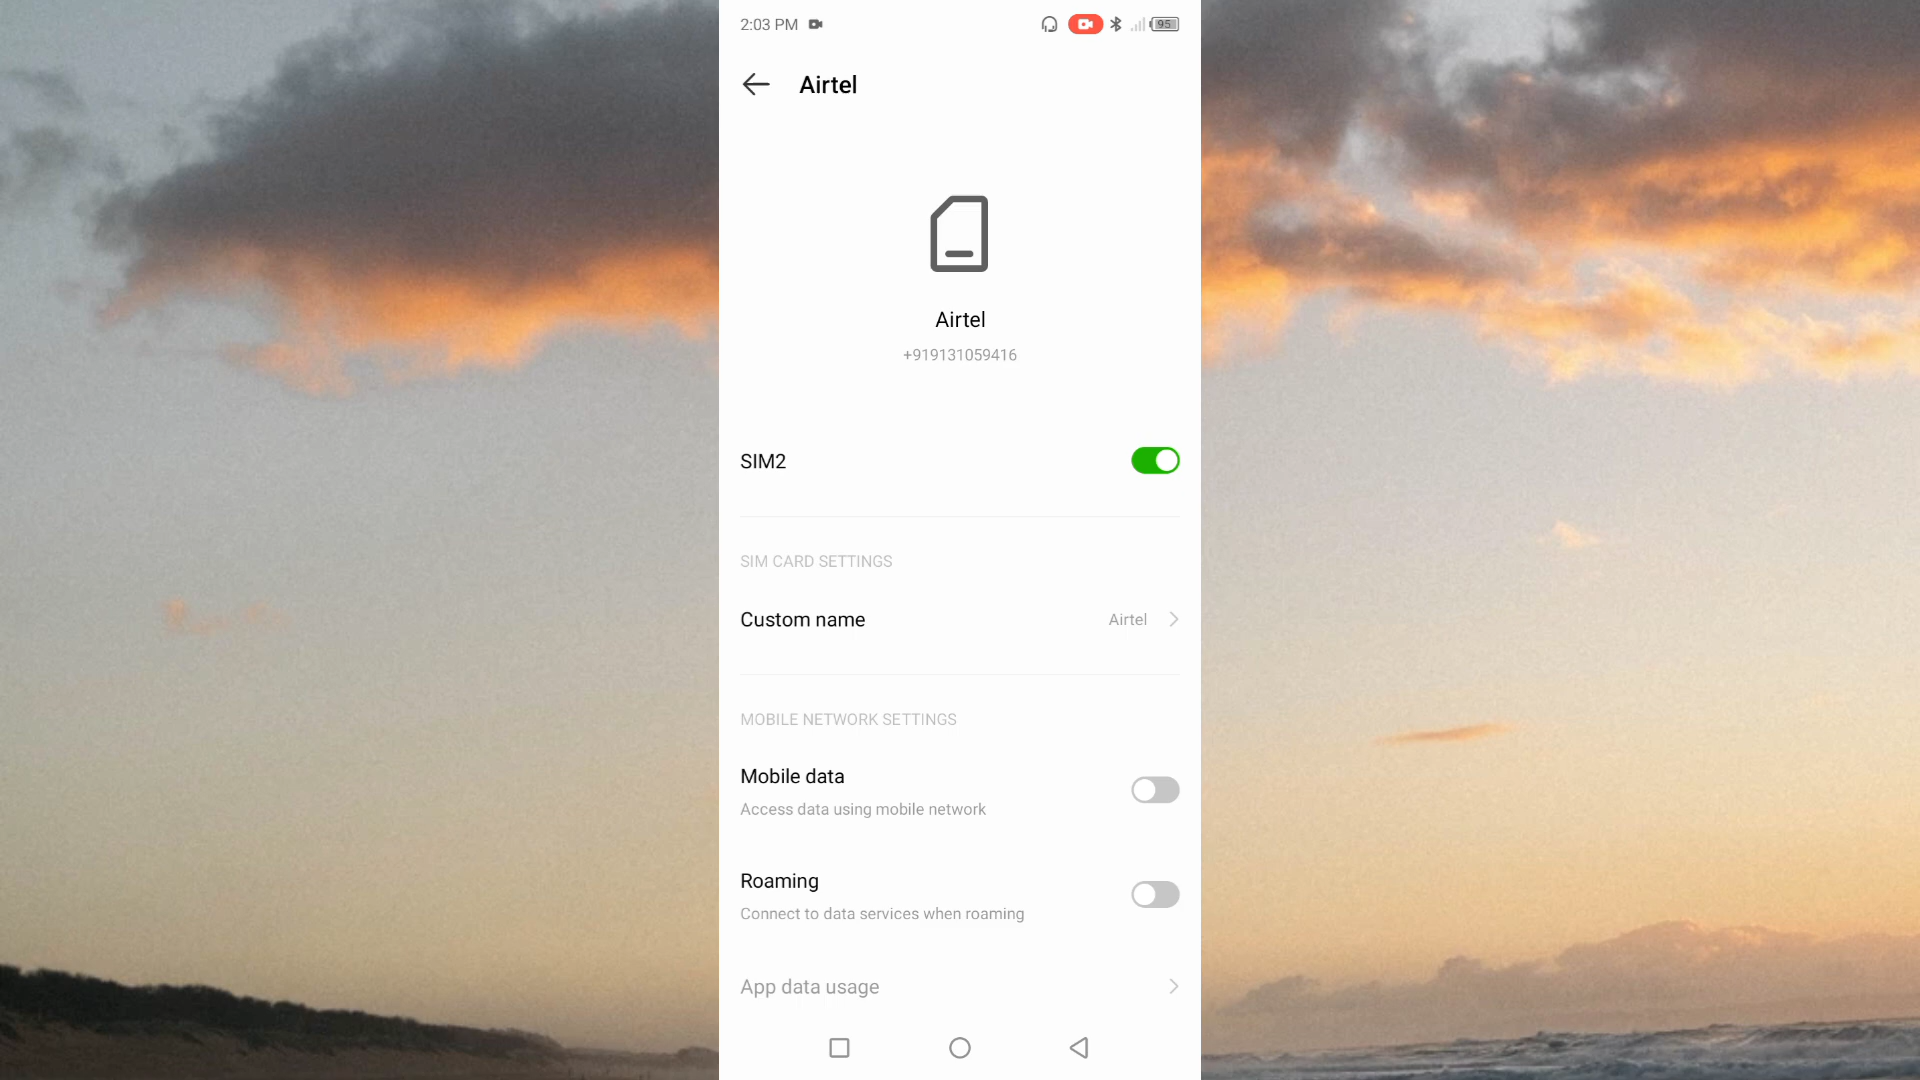 2:03 PM
95
Airtel
Airtel
+919131059416
SIM2
SIM CARD SETTINGS
Custom name
Airtel
MOBILE NETWORK SETTINGS
Mobile data
Access data using mobile network
Roaming
Connect to data services when roaming
App data usage